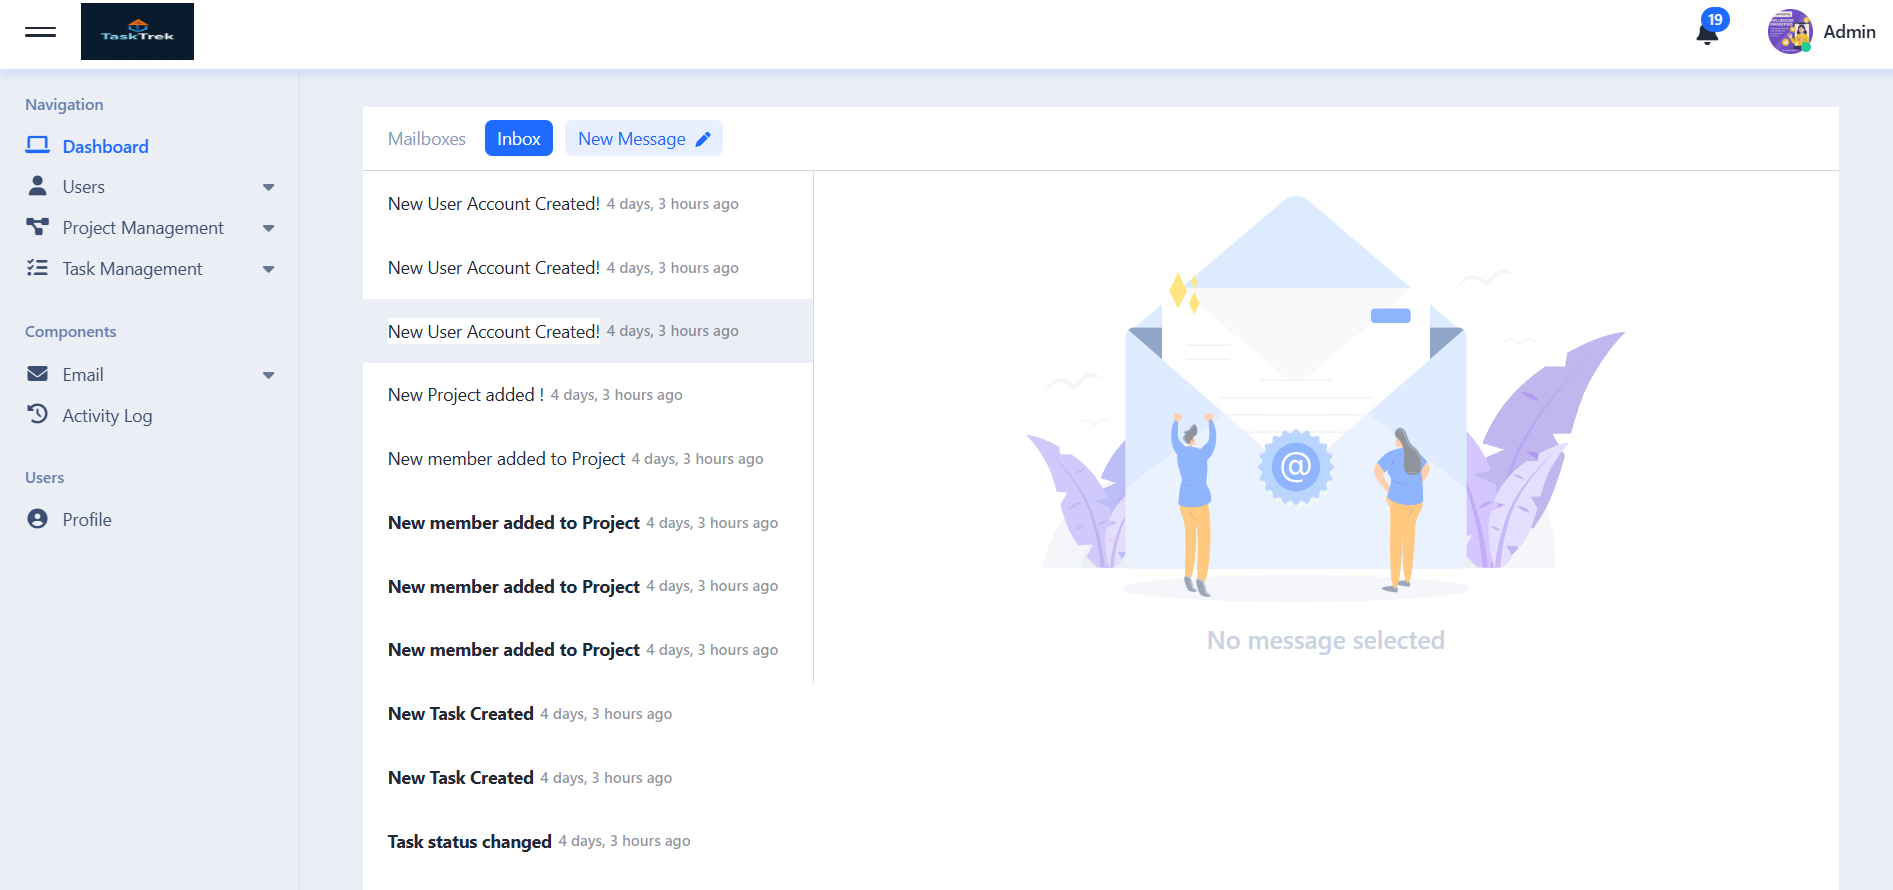 TaskTrek
19
Admin
Navigation
Dashboard
Users
Project Management
Task Management
Components
Email
Activity Log
Users
Profile
Mailboxes Inbox New Message
New User Account Created! 4 days, 3 hours ago
New User Account Created! 4 days, 3 hours ago
New User Account Created! 4 days, 3 hours ago
New Project added ! 4 days, 3 hours ago
New member added to Project 4 days, 3 hours ago
New member added to Project 4 days, 3 hours ago
New member added to Project 4 days, 3 hours ago
New member added to Project 4 days, 3 hours ago
New Task Created 4 days, 3 hours ago
New Task Created 4 days, 3 hours ago
Task status changed 4 days, 3 hours ago
@
No message selected